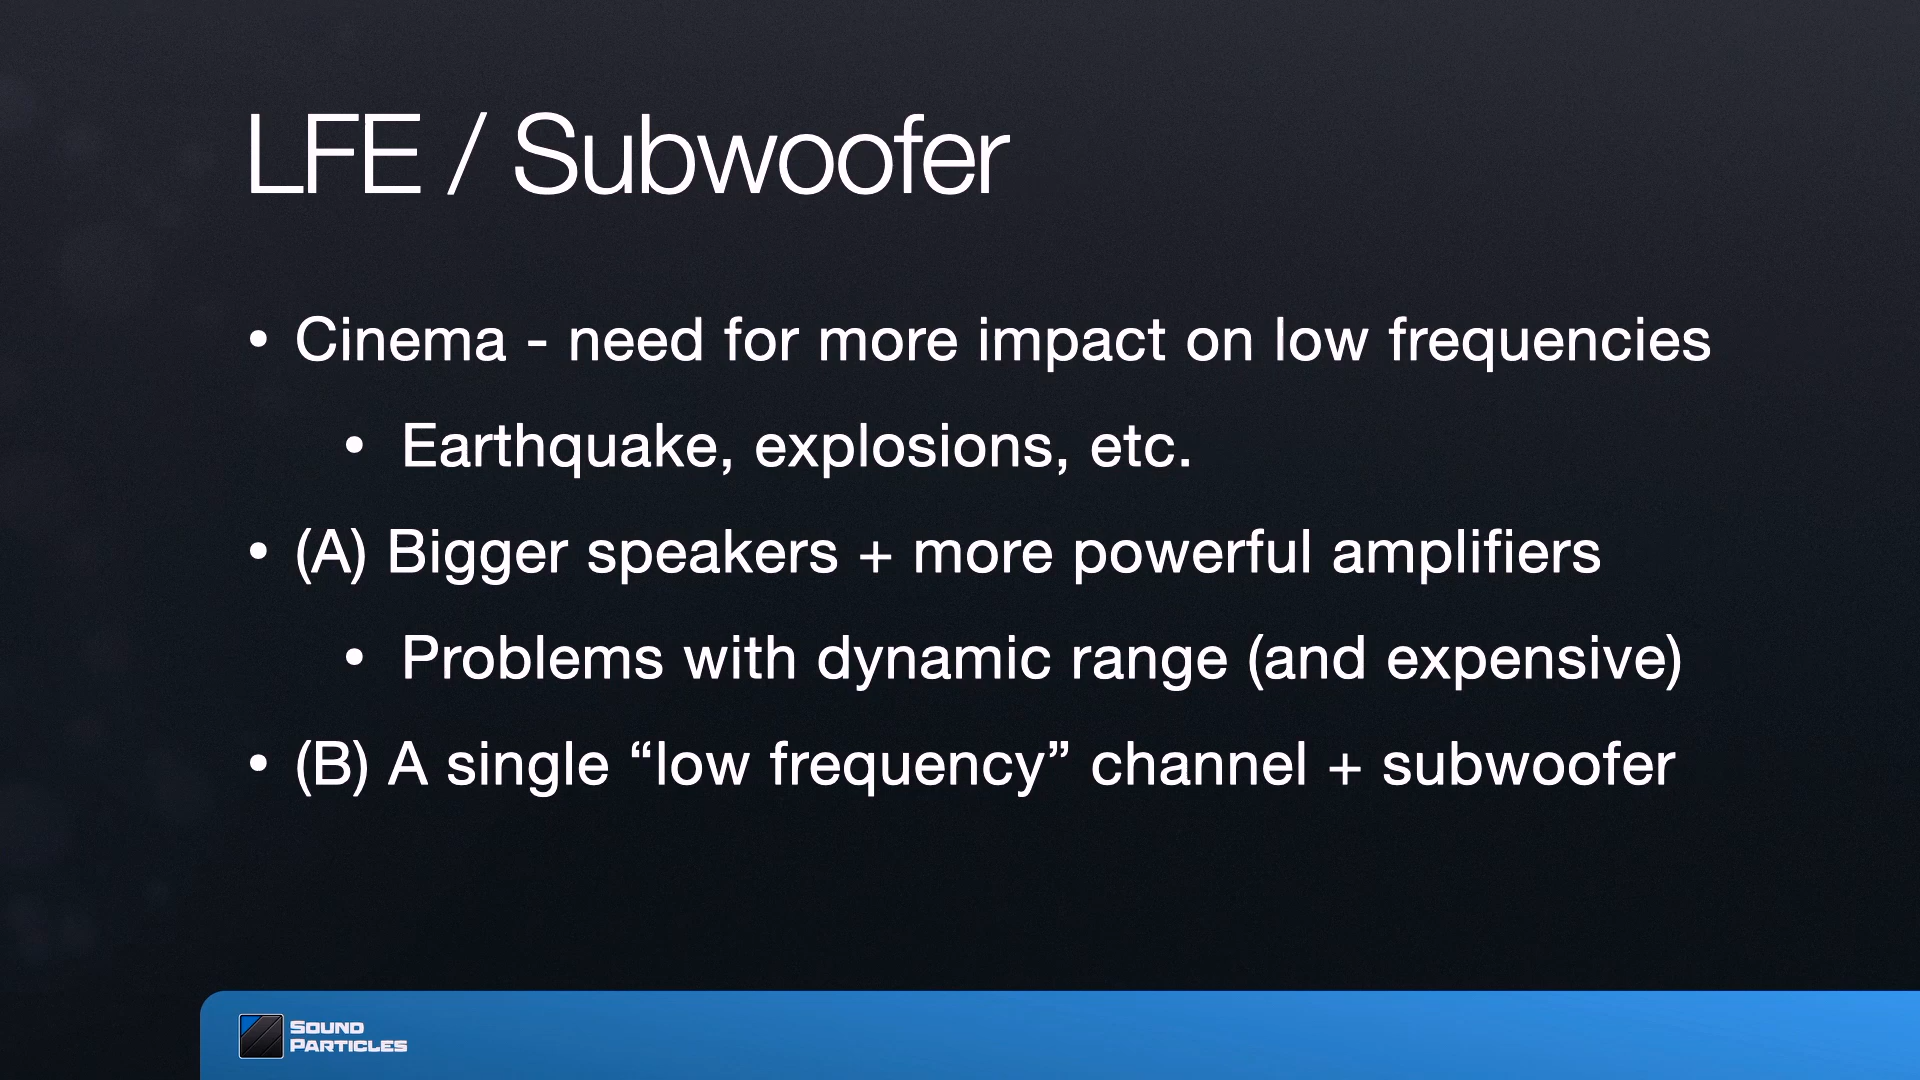 LFE / Subwoofer
• Cinema - need for more impact on low frequencies
• Earthquake, explosions, etc.
• (A) Bigger speakers + more powerful amplifiers
• Problems with dynamic range (and expensive)
• (B) A single “low frequency” channel + subwoofer
SOUND
PARTICLES